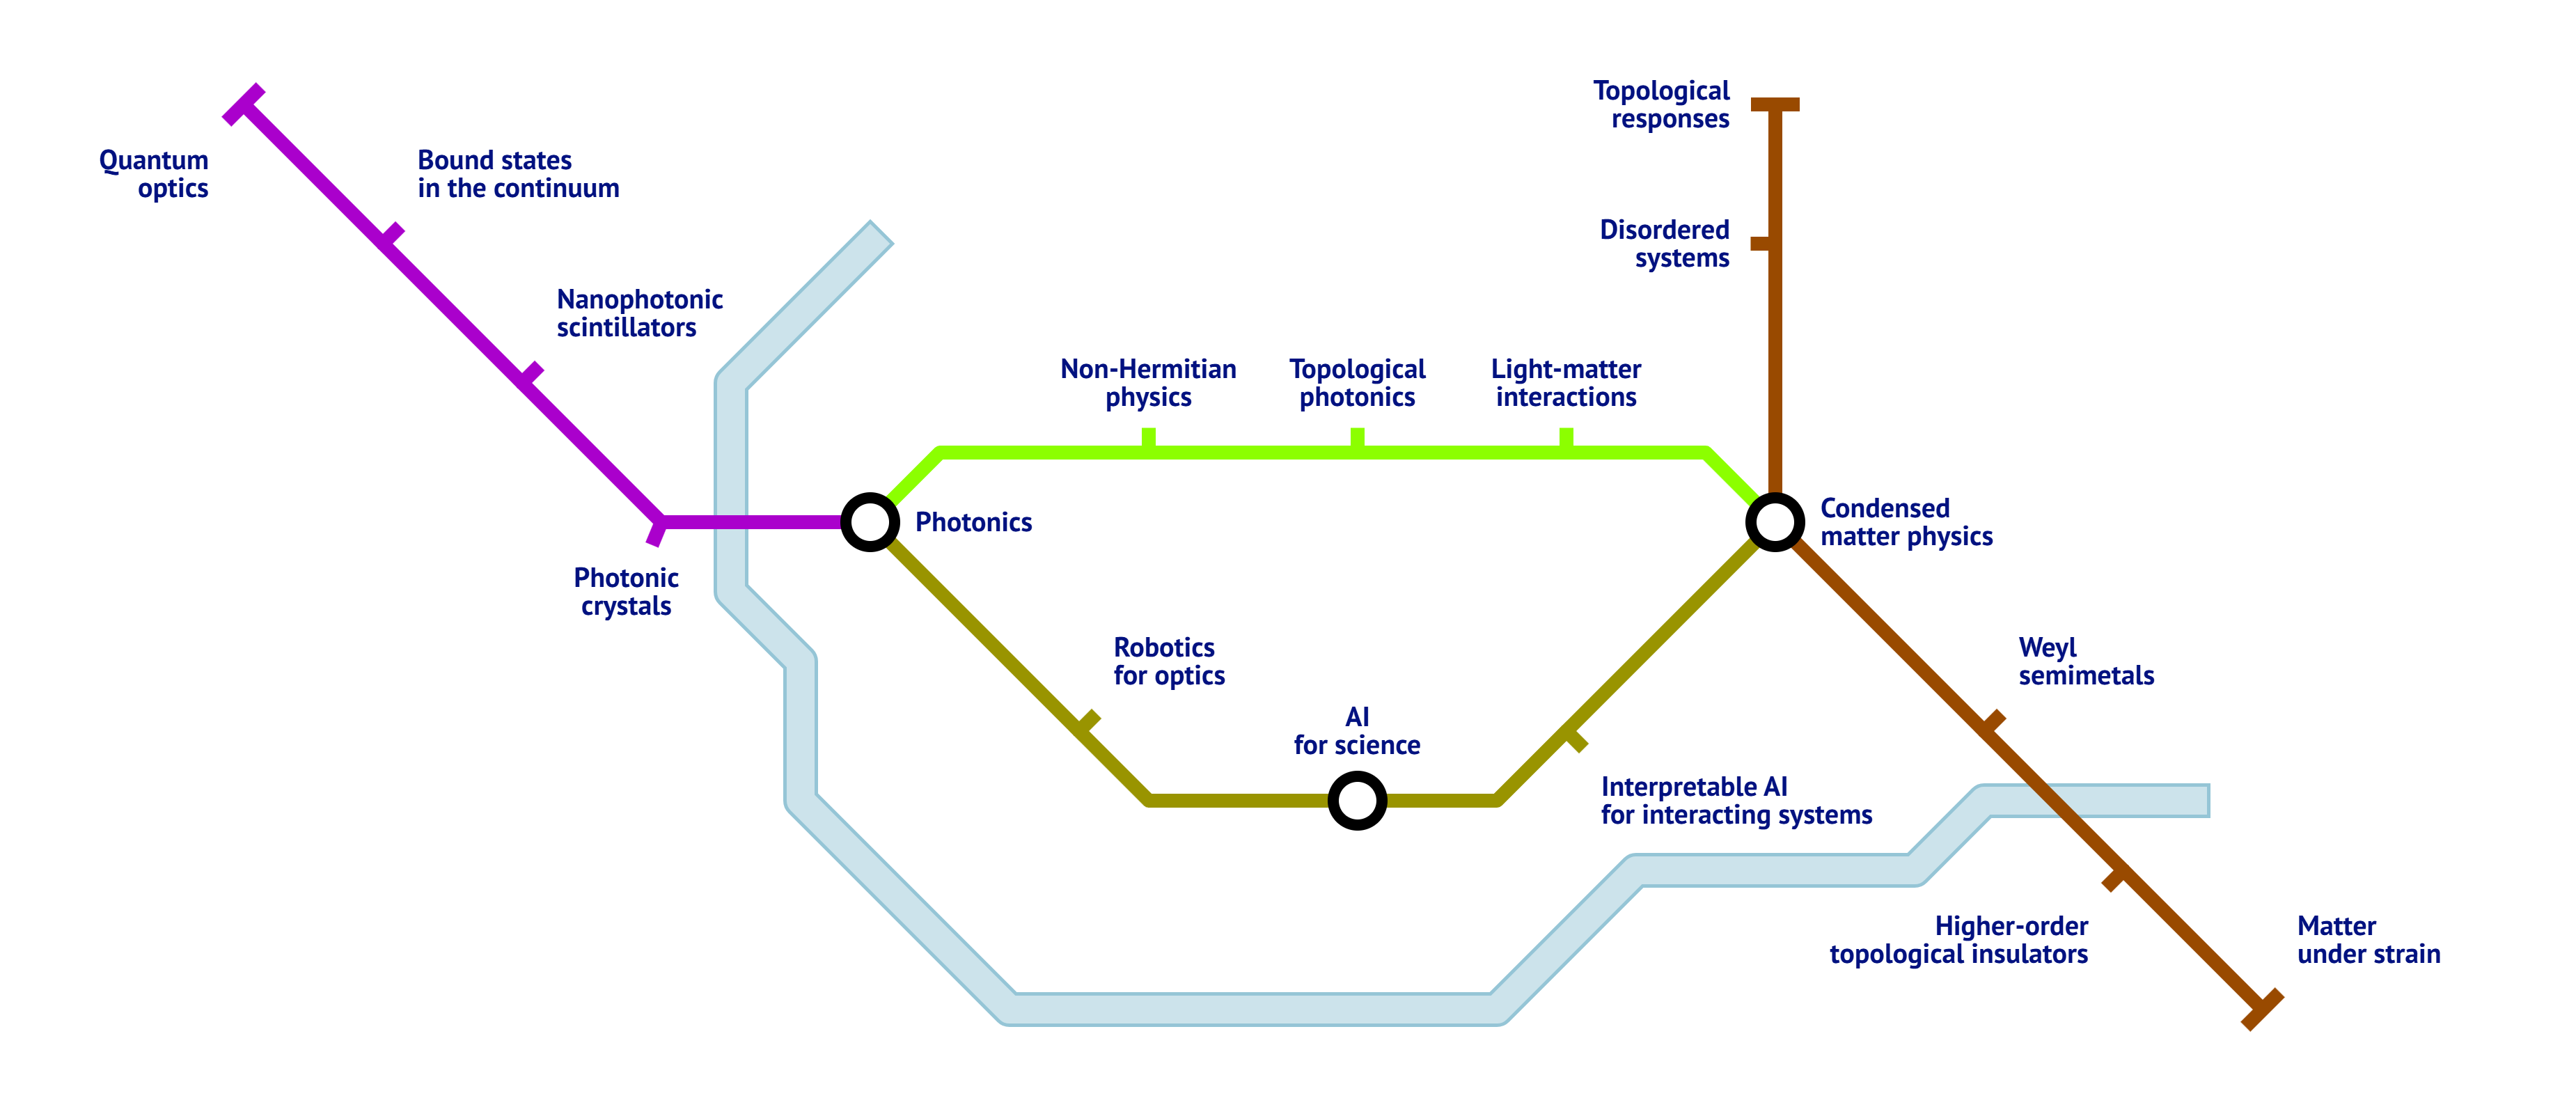 Topological
responses
Quantum
optics
Bound states
in the continuum
Disordered
systems
Nanophotonic
scintillators
Non-Hermitian
physics
Topological
photonics
Light-matter
interactions
Photonics
Condensed
matter physics
Photonic
crystals
Robotics
for optics
Weyl
semimetals
AI
for science
Interpretable AI
for interacting systems
Higher-order
topological insulators
Matter
under strain